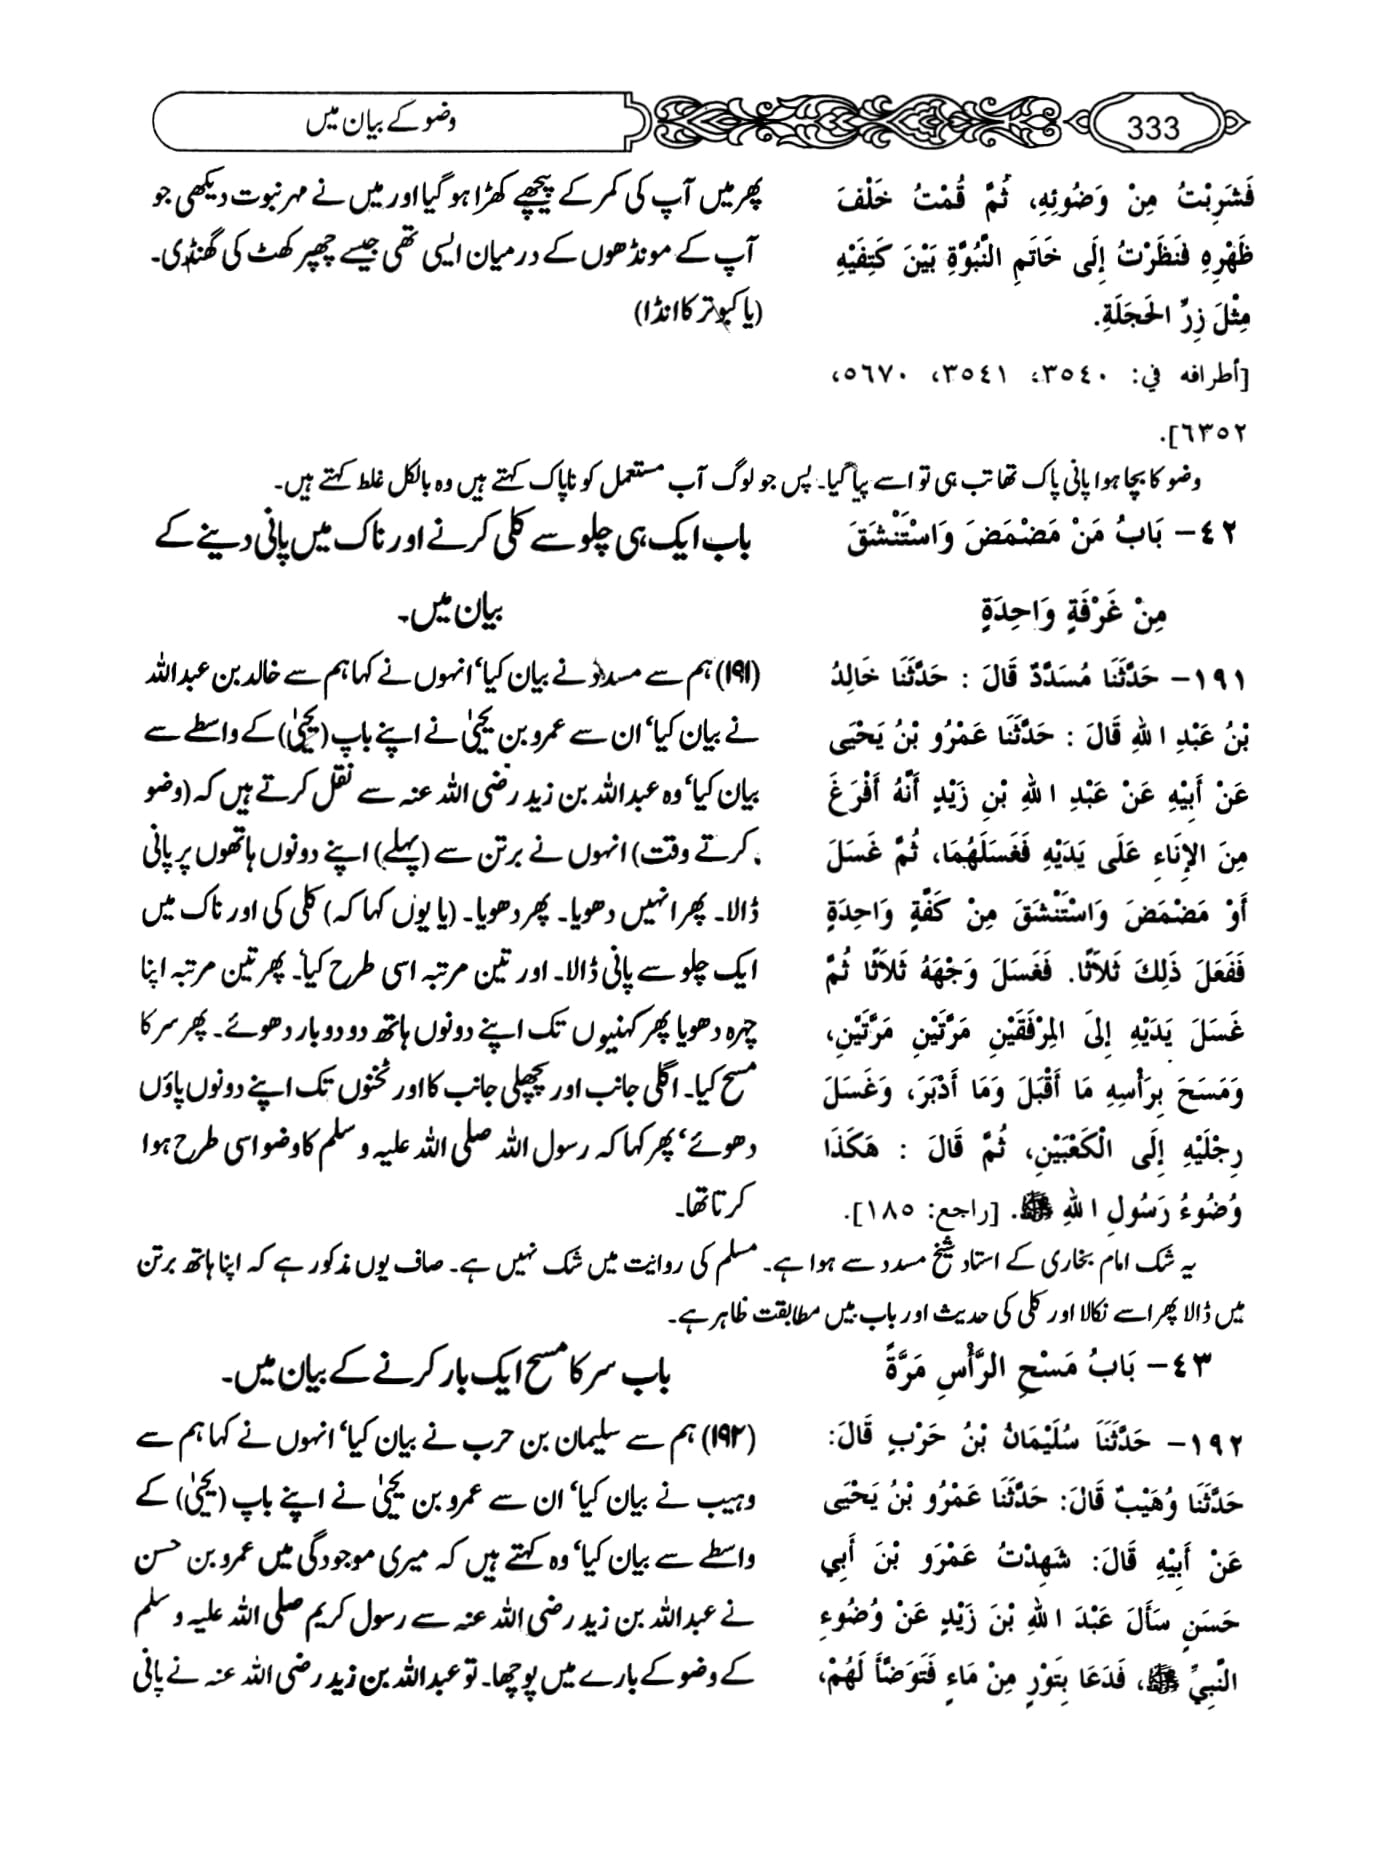 333
وضو کے بیان میں
فَشَرِبْتُ مِنْ وَضُوئِهِ، ثُمَّ قُمْتُ خَلْفَ
ظَهْرِهِ فَنَظَرْتُ إِلَى خَاتَمِ النُّبُوَّةِ بَيْنَ كَتِفَيْهِ
مِثْلَ زِرِّ الحَجَلَةِ.
[أطرافه في: ٣٥٤٠، ٣٥٤١، ٥٦٧٠،
٦٣٥٢].
پھر میں آپ کی کمر کے پیچھے کھڑا ہو گیا اور میں نے مہر نبوت دیکھی جو
آپ کے مونڈھوں کے درمیان ایسی تھی جیسے چھپر کھٹ کی گھنڈی۔
(یا کبوتر کا انڈا)
وضو کا بچا ہوا پانی پاک تھا تب ہی تو اسے پیا گیا۔ پس جو لوگ آب مستعمل کو ناپاک کہتے ہیں وہ بالکل غلط کہتے ہیں۔
٤٢- بَابُ مَنْ مَضْمَضَ وَاسْتَنْشَقَ
مِنْ غَرْفَةٍ وَاحِدَةٍ
باب ایک ہی چلو سے کلی کرنے اور ناک میں پانی دینے کے
بیان میں۔
١٩١- حَدَّثَنَا مُسَدَّدٌ قَالَ : حَدَّثَنَا خَالِدُ
بْنُ عَبْدِ اللهِ قَالَ : حَدَّثَنَا عَمْرُو بْنُ يَحْيَى
عَنْ أَبِيْهِ عَنْ عَبْدِ اللهِ بْنِ زَيْدٍ أَنَّهُ أَفْرَغَ
مِنَ الإِنَاءِ عَلَى يَدَيْهِ فَغَسَلَهُمَا، ثُمَّ غَسَلَ
أَوْ مَضْمَضَ وَاسْتَنْشَقَ مِنْ كَفَّةٍ وَاحِدَةٍ
فَفَعَلَ ذَلِكَ ثَلاَثًا. فَغَسَلَ وَجْهَهُ ثَلاَثًا ثُمَّ
غَسَلَ يَدَيْهِ إِلىَ المِرْفَقَيْنِ مَرَّتَيْنِ مَرَّتَيْنِ،
وَمَسَحَ بِرَأْسِهِ مَا أَقْبَلَ وَمَا أَدْبَرَ، وَغَسَلَ
رِجْلَيْهِ إِلَى الْكَعْبَيْنِ، ثُمَّ قَالَ : هَكَذَا
وُضُوءُ رَسُولِ اللهِ ﷺ. [راجع: ١٨٥].
(۱۹۱) ہم سے مسدد نے بیان کیا‘ انہوں نے کہا ہم سے خالد بن عبداللہ
نے بیان کیا‘ ان سے عمرو بن یحییٰ نے اپنے باپ (یحییٰ) کے واسطے سے
بیان کیا‘ وہ عبداللہ بن زید رضی اللہ عنہ سے نقل کرتے ہیں کہ (وضو
کرتے وقت) انہوں نے برتن سے (پہلے) اپنے دونوں ہاتھوں پر پانی
ڈالا۔ پھر انہیں دھویا۔ پھر دھویا۔ (یا یوں کہا کہ) کلی کی اور ناک میں
ایک چلو سے پانی ڈالا۔ اور تین مرتبہ اسی طرح کیا۔ پھر تین مرتبہ اپنا
چہرہ دھویا پھر کہنیوں تک اپنے دونوں ہاتھ دو دو بار دھوئے۔ پھر سر کا
مسح کیا۔ اگلی جانب اور پچھلی جانب کا اور ٹخنوں تک اپنے دونوں پاؤں
دھوئے‘ پھر کہا کہ رسول اللہ صلی اللہ علیہ و سلم کا وضو اسی طرح ہوا
کرتا تھا۔
یہ شک امام بخاری کے استاد شیخ مسدد سے ہوا ہے۔ مسلم کی روایت میں شک نہیں ہے۔ صاف یوں مذکور ہے کہ اپنا ہاتھ برتن
میں ڈالا پھر اسے نکالا اور کلی کی حدیث اور باب میں مطابقت ظاہر ہے۔
٤٣- بَابُ مَسْحِ الرَّأْسِ مَرَّةً
باب سر کا مسح ایک بار کرنے کے بیان میں۔
١٩٢- حَدَّثَنَا سُلَيْمَانُ بْنُ حَرْبٍ قَالَ:
حَدَّثَنَا وُهَيْبٌ قَالَ: حَدَّثَنَا عَمْرُو بْنُ يَحْيَى
عَنْ أَبِيْهِ قَالَ: شَهِدْتُ عَمْرَو بْنَ أَبِي
حَسَنٍ سَأَلَ عَبْدَ اللهِ بْنَ زَيْدٍ عَنْ وُضُوءِ
النَّبِيِّ ﷺ، فَدَعَا بِتَوْرٍ مِنْ مَاءٍ فَتَوَضَّأَ لَهُمْ،
(۱۹۲) ہم سے سلیمان بن حرب نے بیان کیا‘ انہوں نے کہا ہم سے
وہیب نے بیان کیا‘ ان سے عمرو بن یحییٰ نے اپنے باپ (یحییٰ) کے
واسطے سے بیان کیا‘ وہ کہتے ہیں کہ میری موجودگی میں عمرو بن حسن
نے عبداللہ بن زید رضی اللہ عنہ سے رسول کریم صلی اللہ علیہ و سلم
کے وضو کے بارے میں پوچھا۔ تو عبداللہ بن زید رضی اللہ عنہ نے پانی